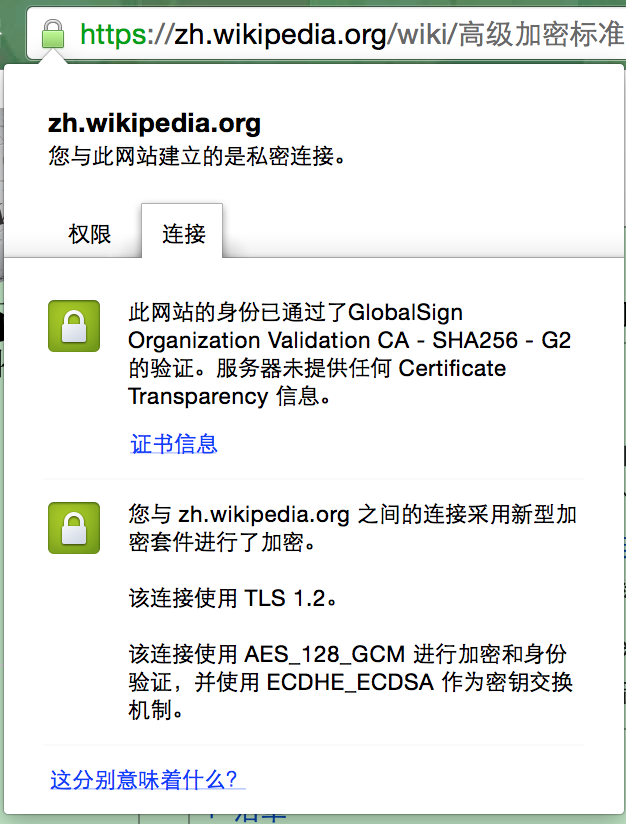 https://zh.wikipedia.org/wiki/高级加密标准
zh.wikipedia.org
您与此网站建立的是私密连接。
权限
连接
此网站的身份已通过了GlobalSign
Organization Validation CA - SHA256 - G2
的验证。服务器未提供任何 Certificate
Transparency 信息。
证书信息
您与 zh.wikipedia.org 之间的连接采用新型加
密套件进行了加密。
该连接使用 TLS 1.2。
该连接使用 AES_128_GCM 进行加密和身份
验证，并使用 ECDHE_ECDSA 作为密钥交换
机制。
这分别意味着什么？